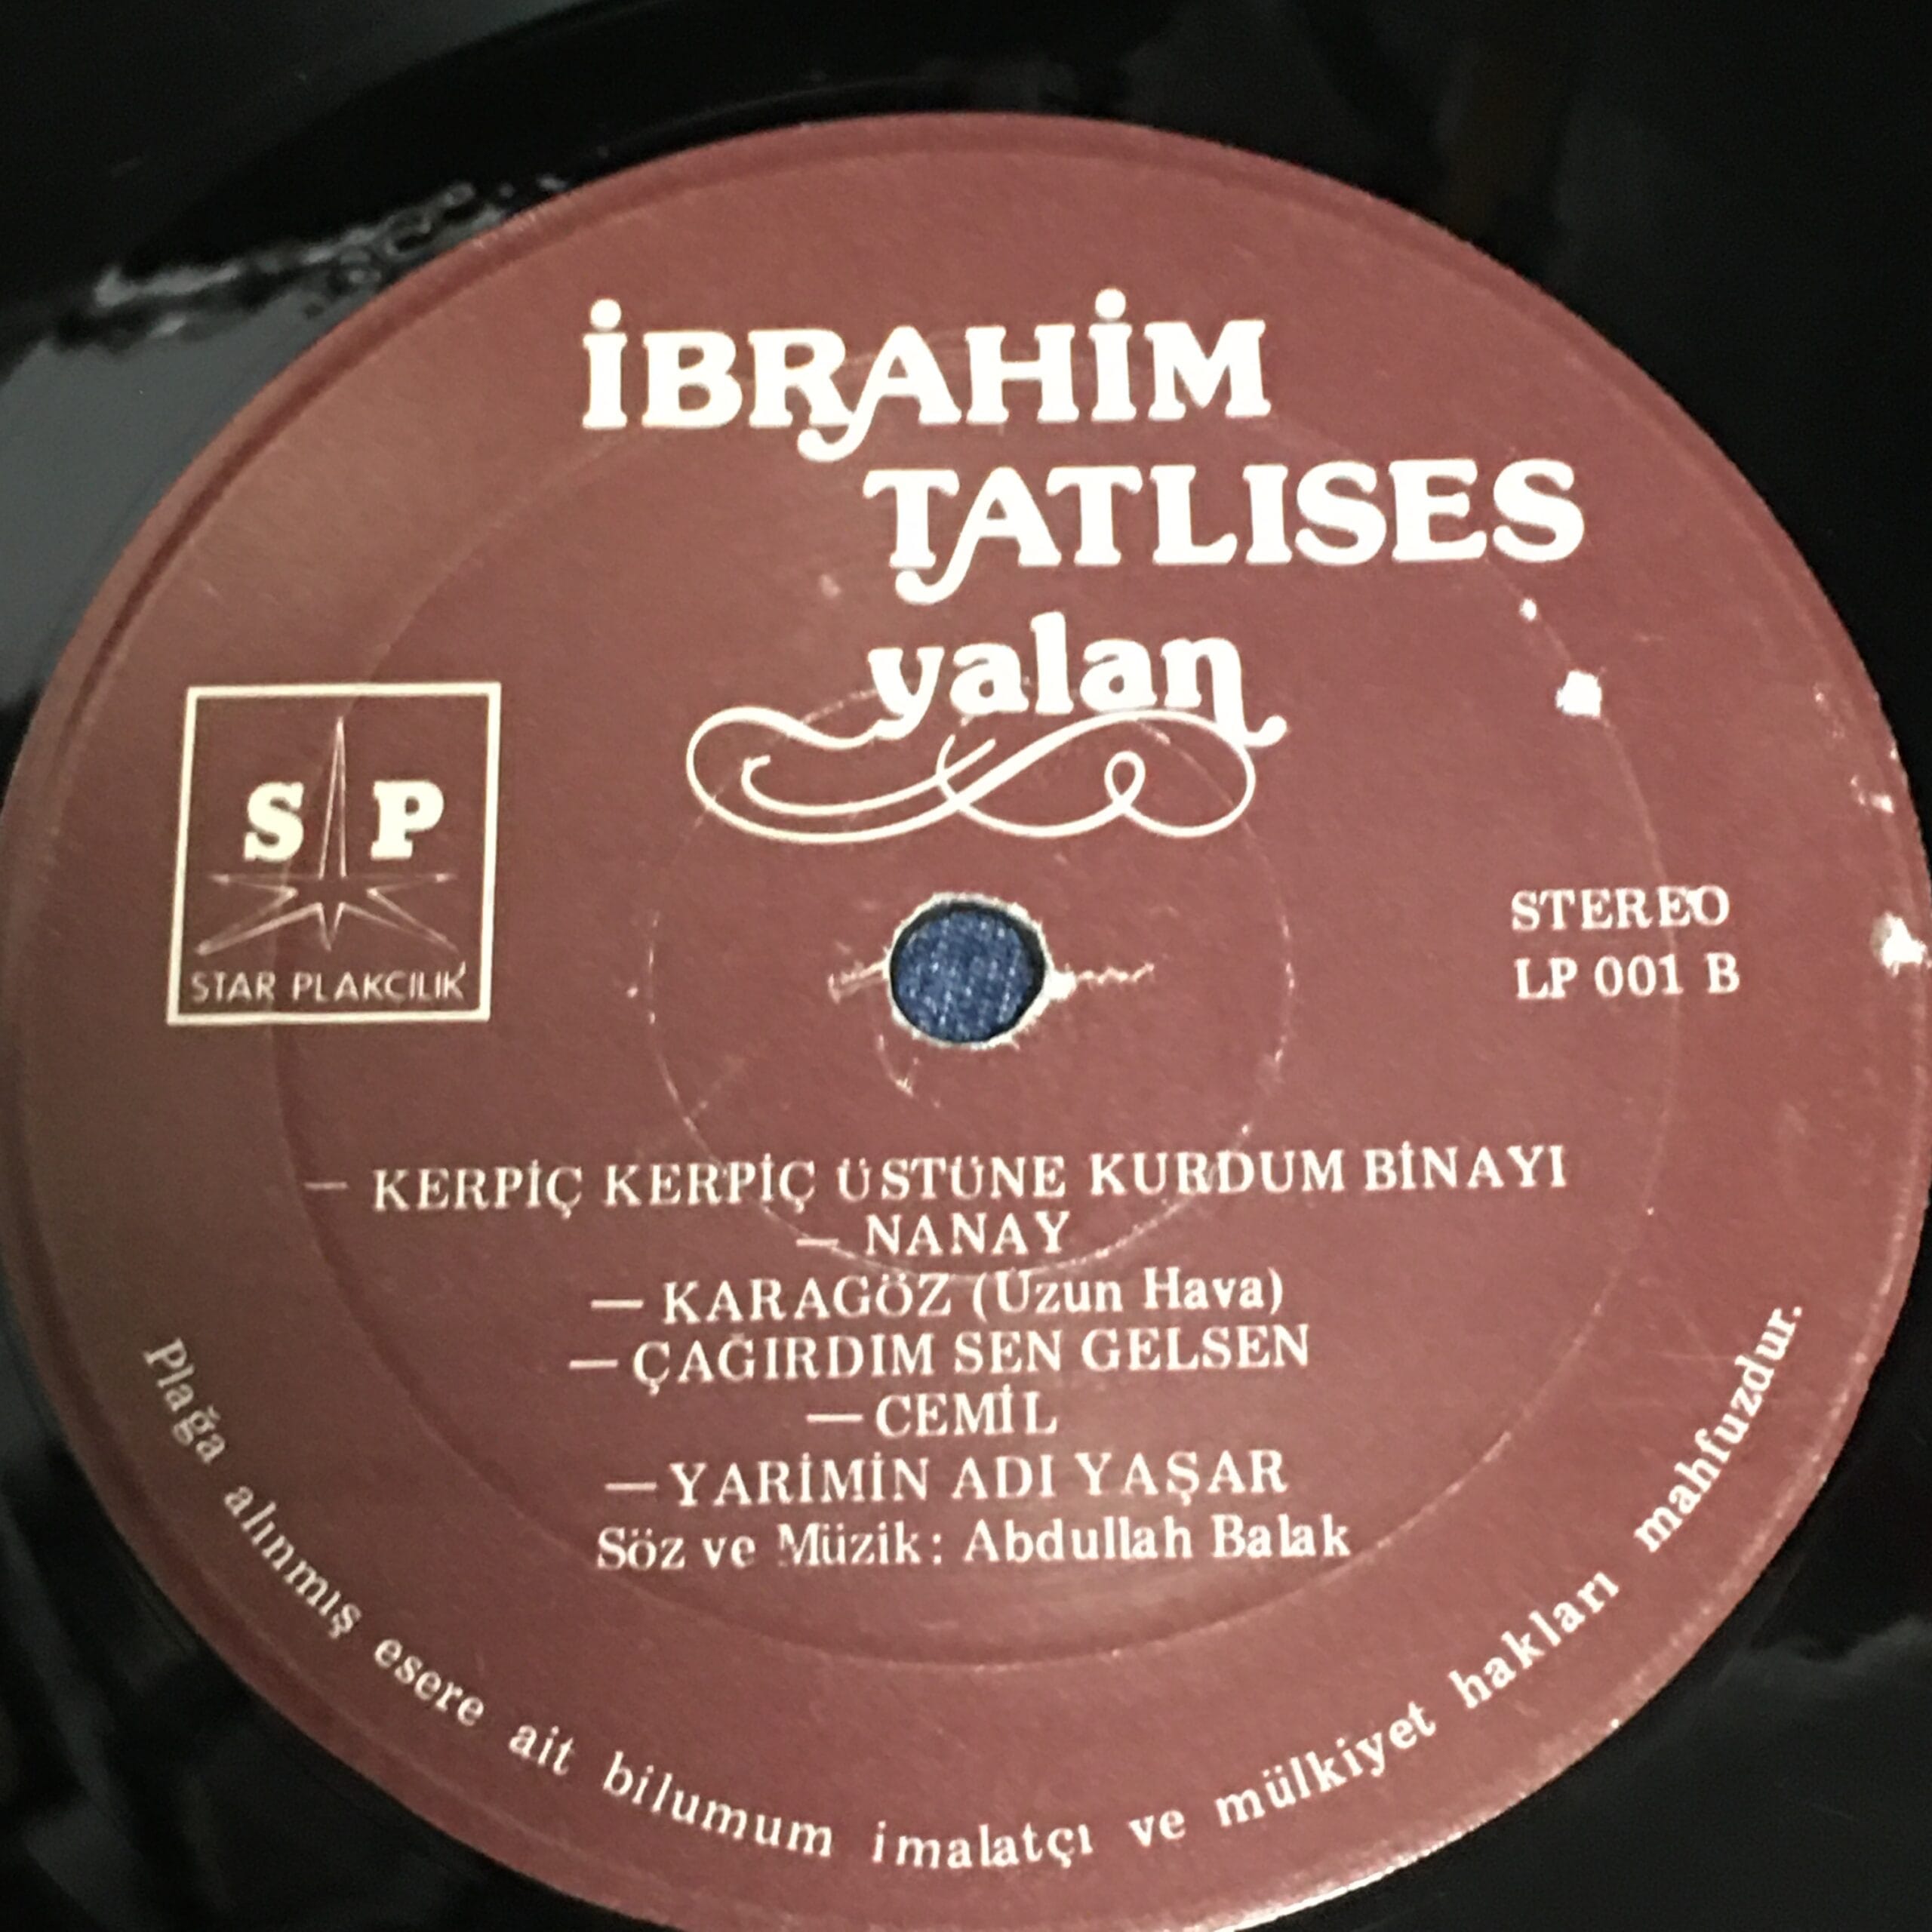 İBRAHİM
TATLISES
yalan
S P
STAR PLAKÇILIK
STEREO
LP 001 B
— KERPİÇ KERPİÇ ÜSTÜNE KURDUM BİNAYI
— NANAY
— KARAGÖZ (Uzun Hava)
— ÇAĞIRDIM SEN GELSEN
— CEMİL
— YARİMİN ADI YAŞAR
Söz ve Müzik: Abdullah Balak
Plağa alınmış esere ait bilumum imalatçı ve mülkiyet hakları mahfuzdur.